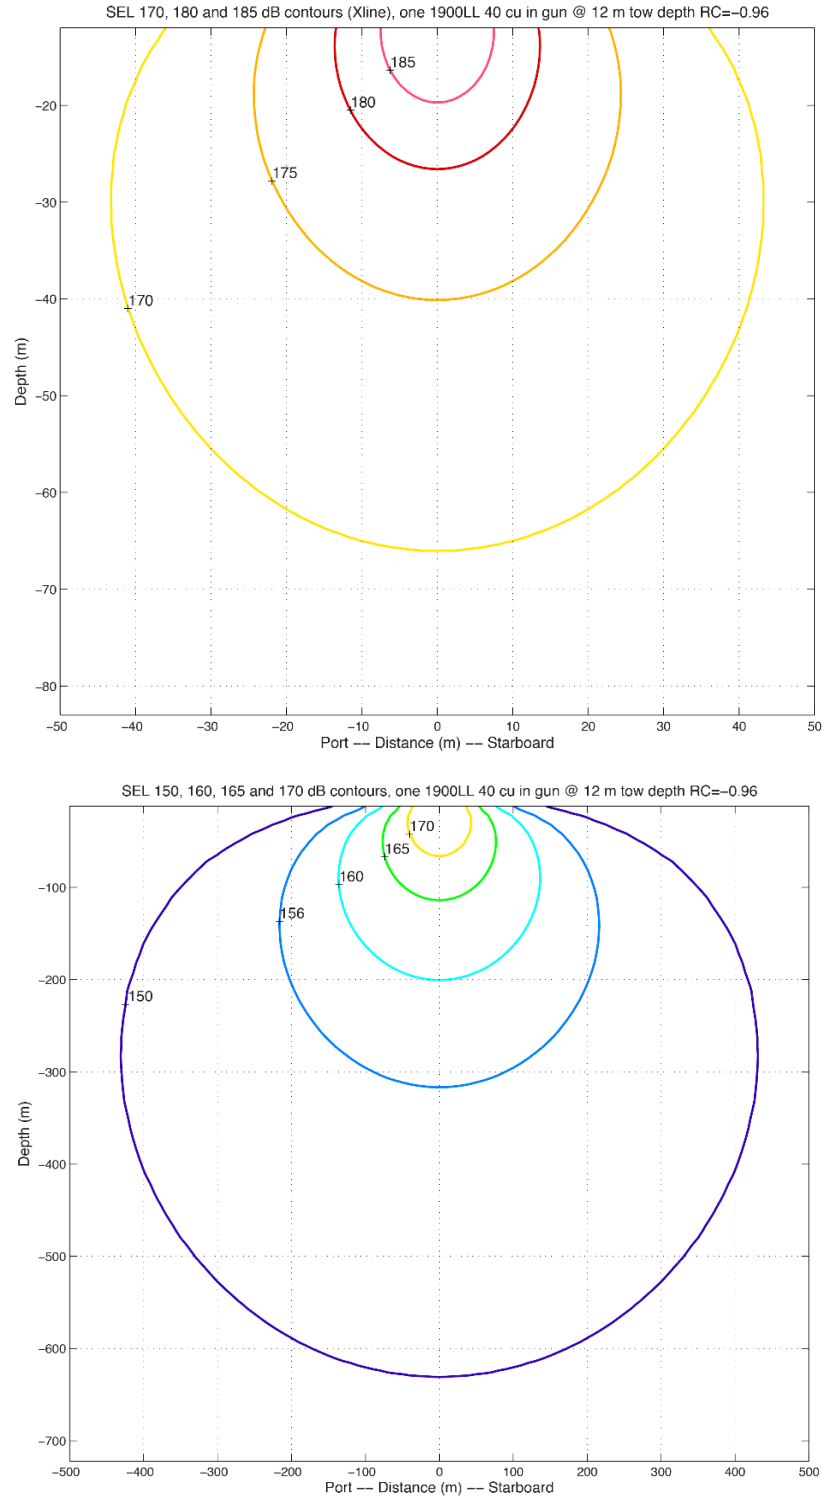 SEL 170, 180 and 185 dB contours (Xline), one 1900LL 40 cu in gun @ 12 m tow depth RC=−0.96
185
−20
180
175
−30
−40
170
Depth (m)
−50
−60
−70
−80
−50 −40 −30 −20 −10 0 10 20 30 40 50
Port −− Distance (m) −− Starboard
SEL 150, 160, 165 and 170 dB contours, one 1900LL 40 cu in gun @ 12 m tow depth RC=−0.96
170
165
160
−100
156
−200
150
−300
Depth (m)
−400
−500
−600
−700
−500 −400 −300 −200 −100 0 100 200 300 400 500
Port −− Distance (m) −− Starboard